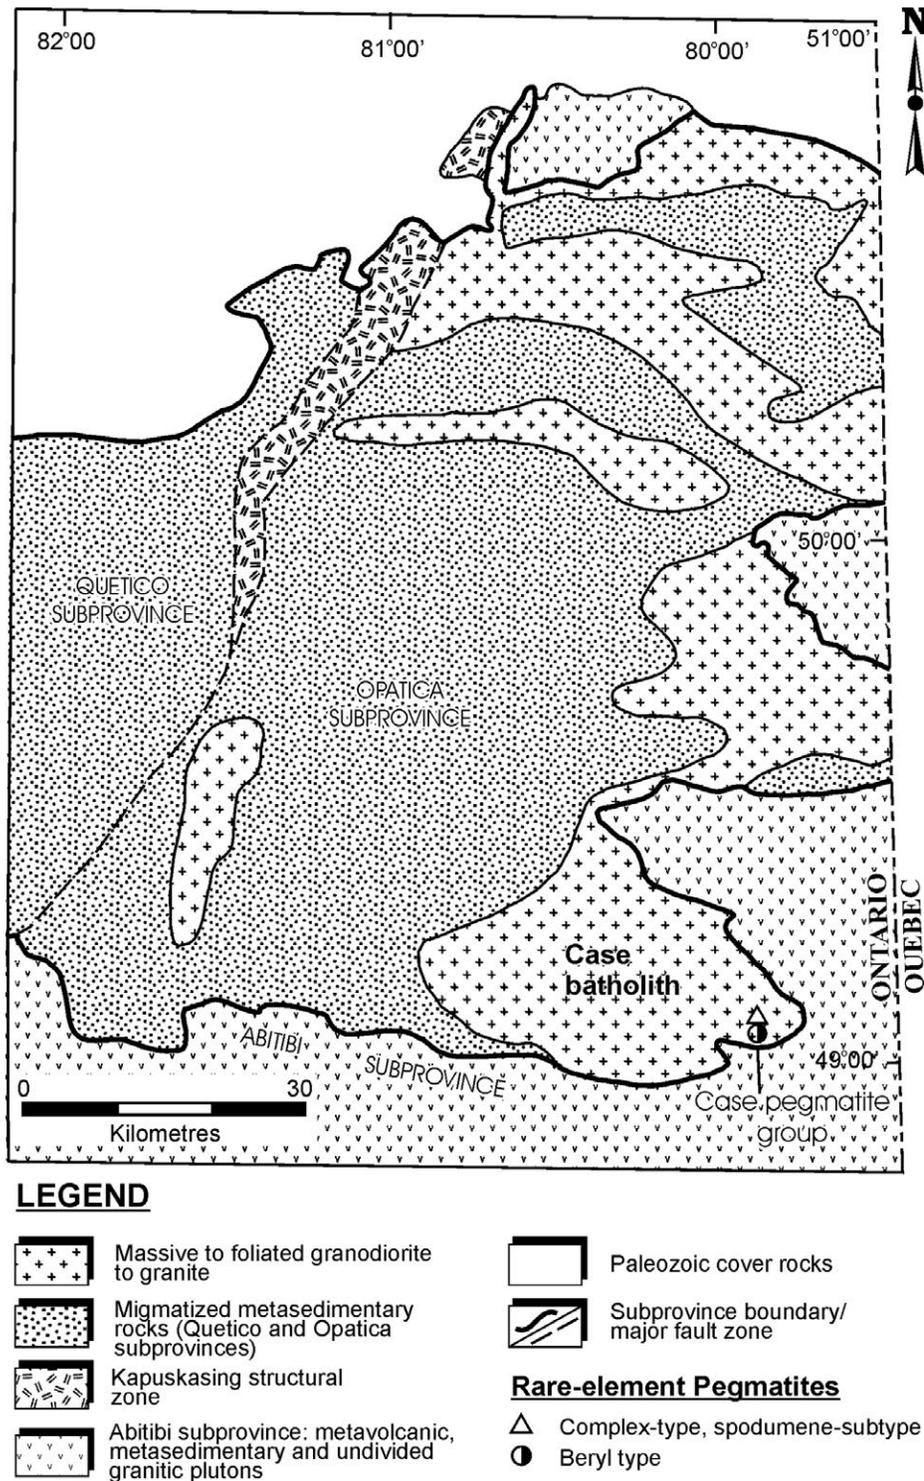 82°00
81°00'
80°00'
51°00'
N
50°00'
QUETICO
SUBPROVINCE
OPATICA
SUBPROVINCE
ONTARIO
QUEBEC
Case
batholith
ABITIBI
SUBPROVINCE
49°00'
0 30
Kilometres
Case pegmatite
group
LEGEND
Massive to foliated granodiorite
to granite
Migmatized metasedimentary
rocks (Quetico and Opatica
subprovinces)
Kapuskasing structural
zone
Abitibi subprovince: metavolcanic,
metasedimentary and undivided
granitic plutons
Paleozoic cover rocks
Subprovince boundary/
major fault zone
Rare-element Pegmatites
Complex-type, spodumene-subtype
Beryl type